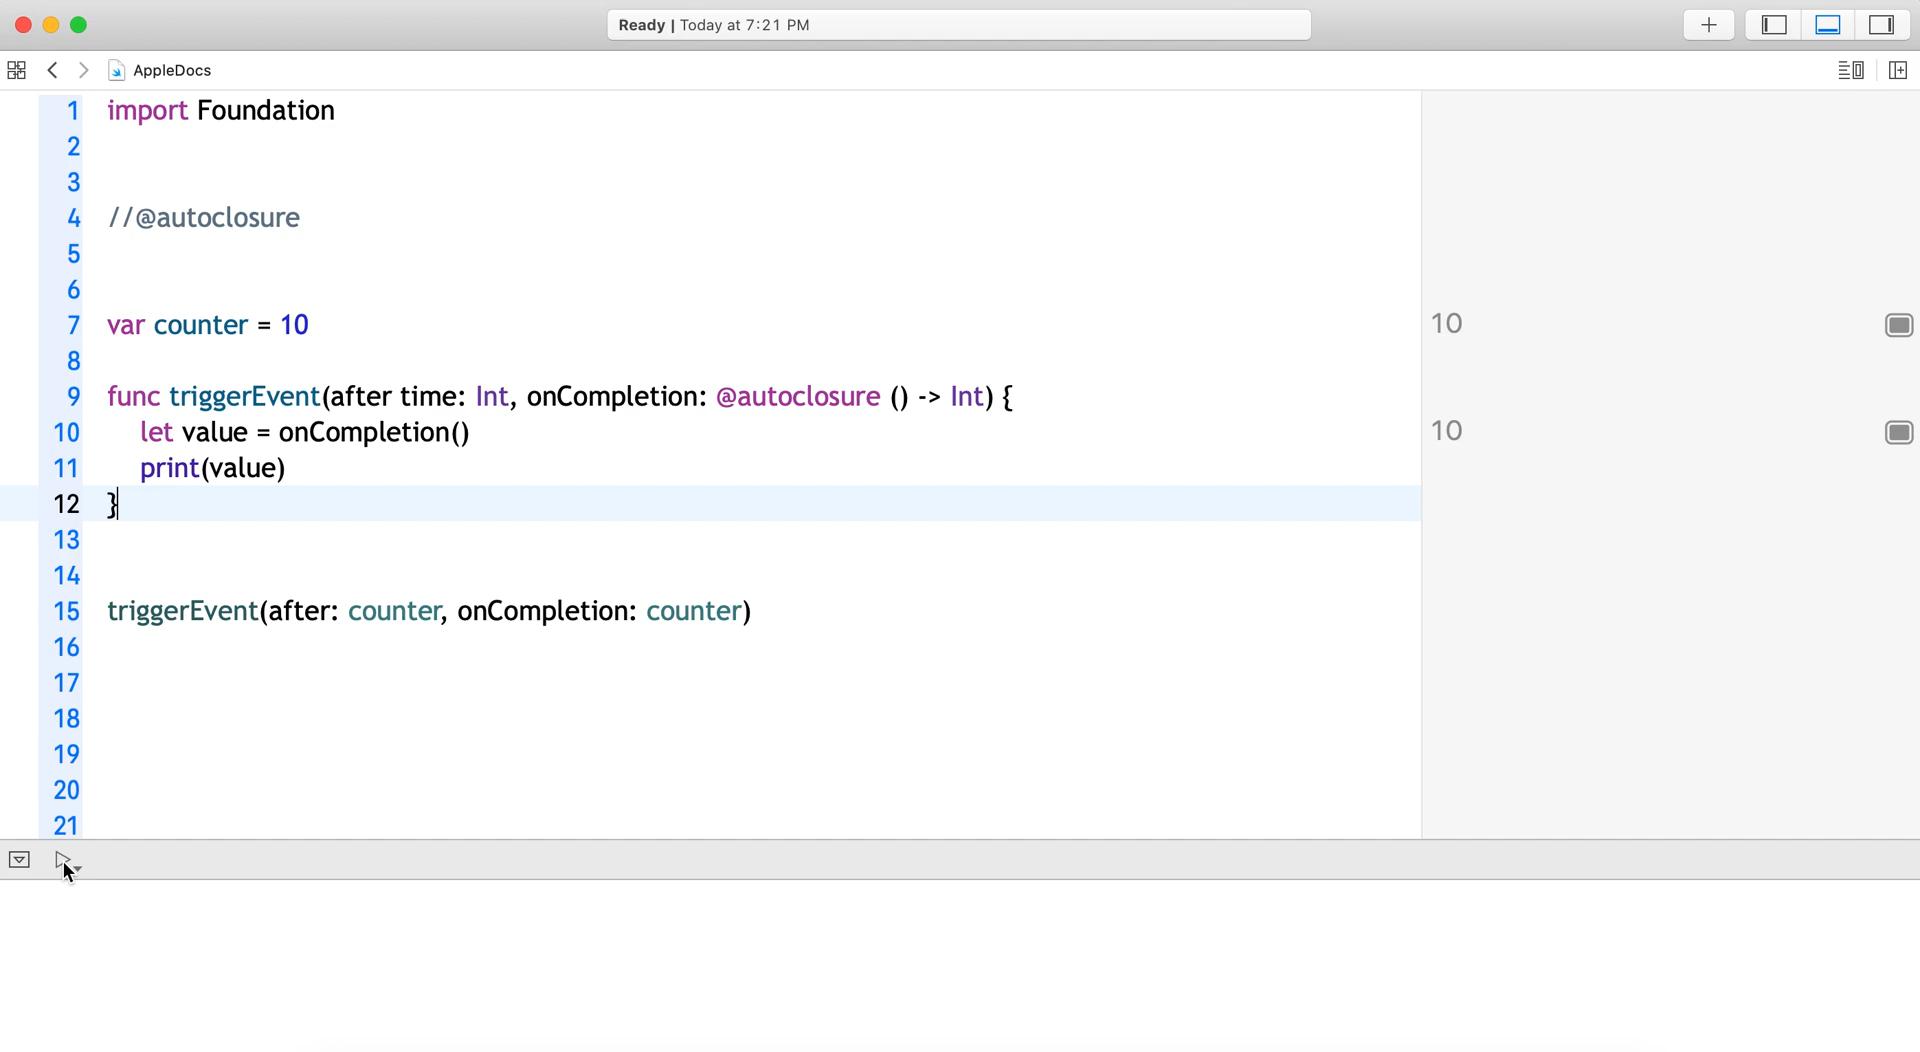 Ready | Today at 7:21 PM
AppleDocs
1 import Foundation
2
3
4 //@autoclosure
5
6
7 var counter = 10
10
8
9 func triggerEvent(after time: Int, onCompletion: @autoclosure () -> Int) {
10 let value = onCompletion()
10
11 print(value)
12 }
13
14
15 triggerEvent(after: counter, onCompletion: counter)
16
17
18
19
20
21